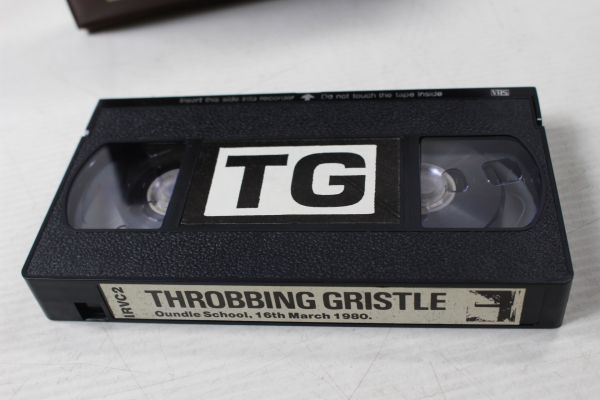 Insert this side into recorder Do not touch the tape inside
VHS
TG
IRVC2
THROBBING GRISTLE
Oundle School, 16th March 1980.